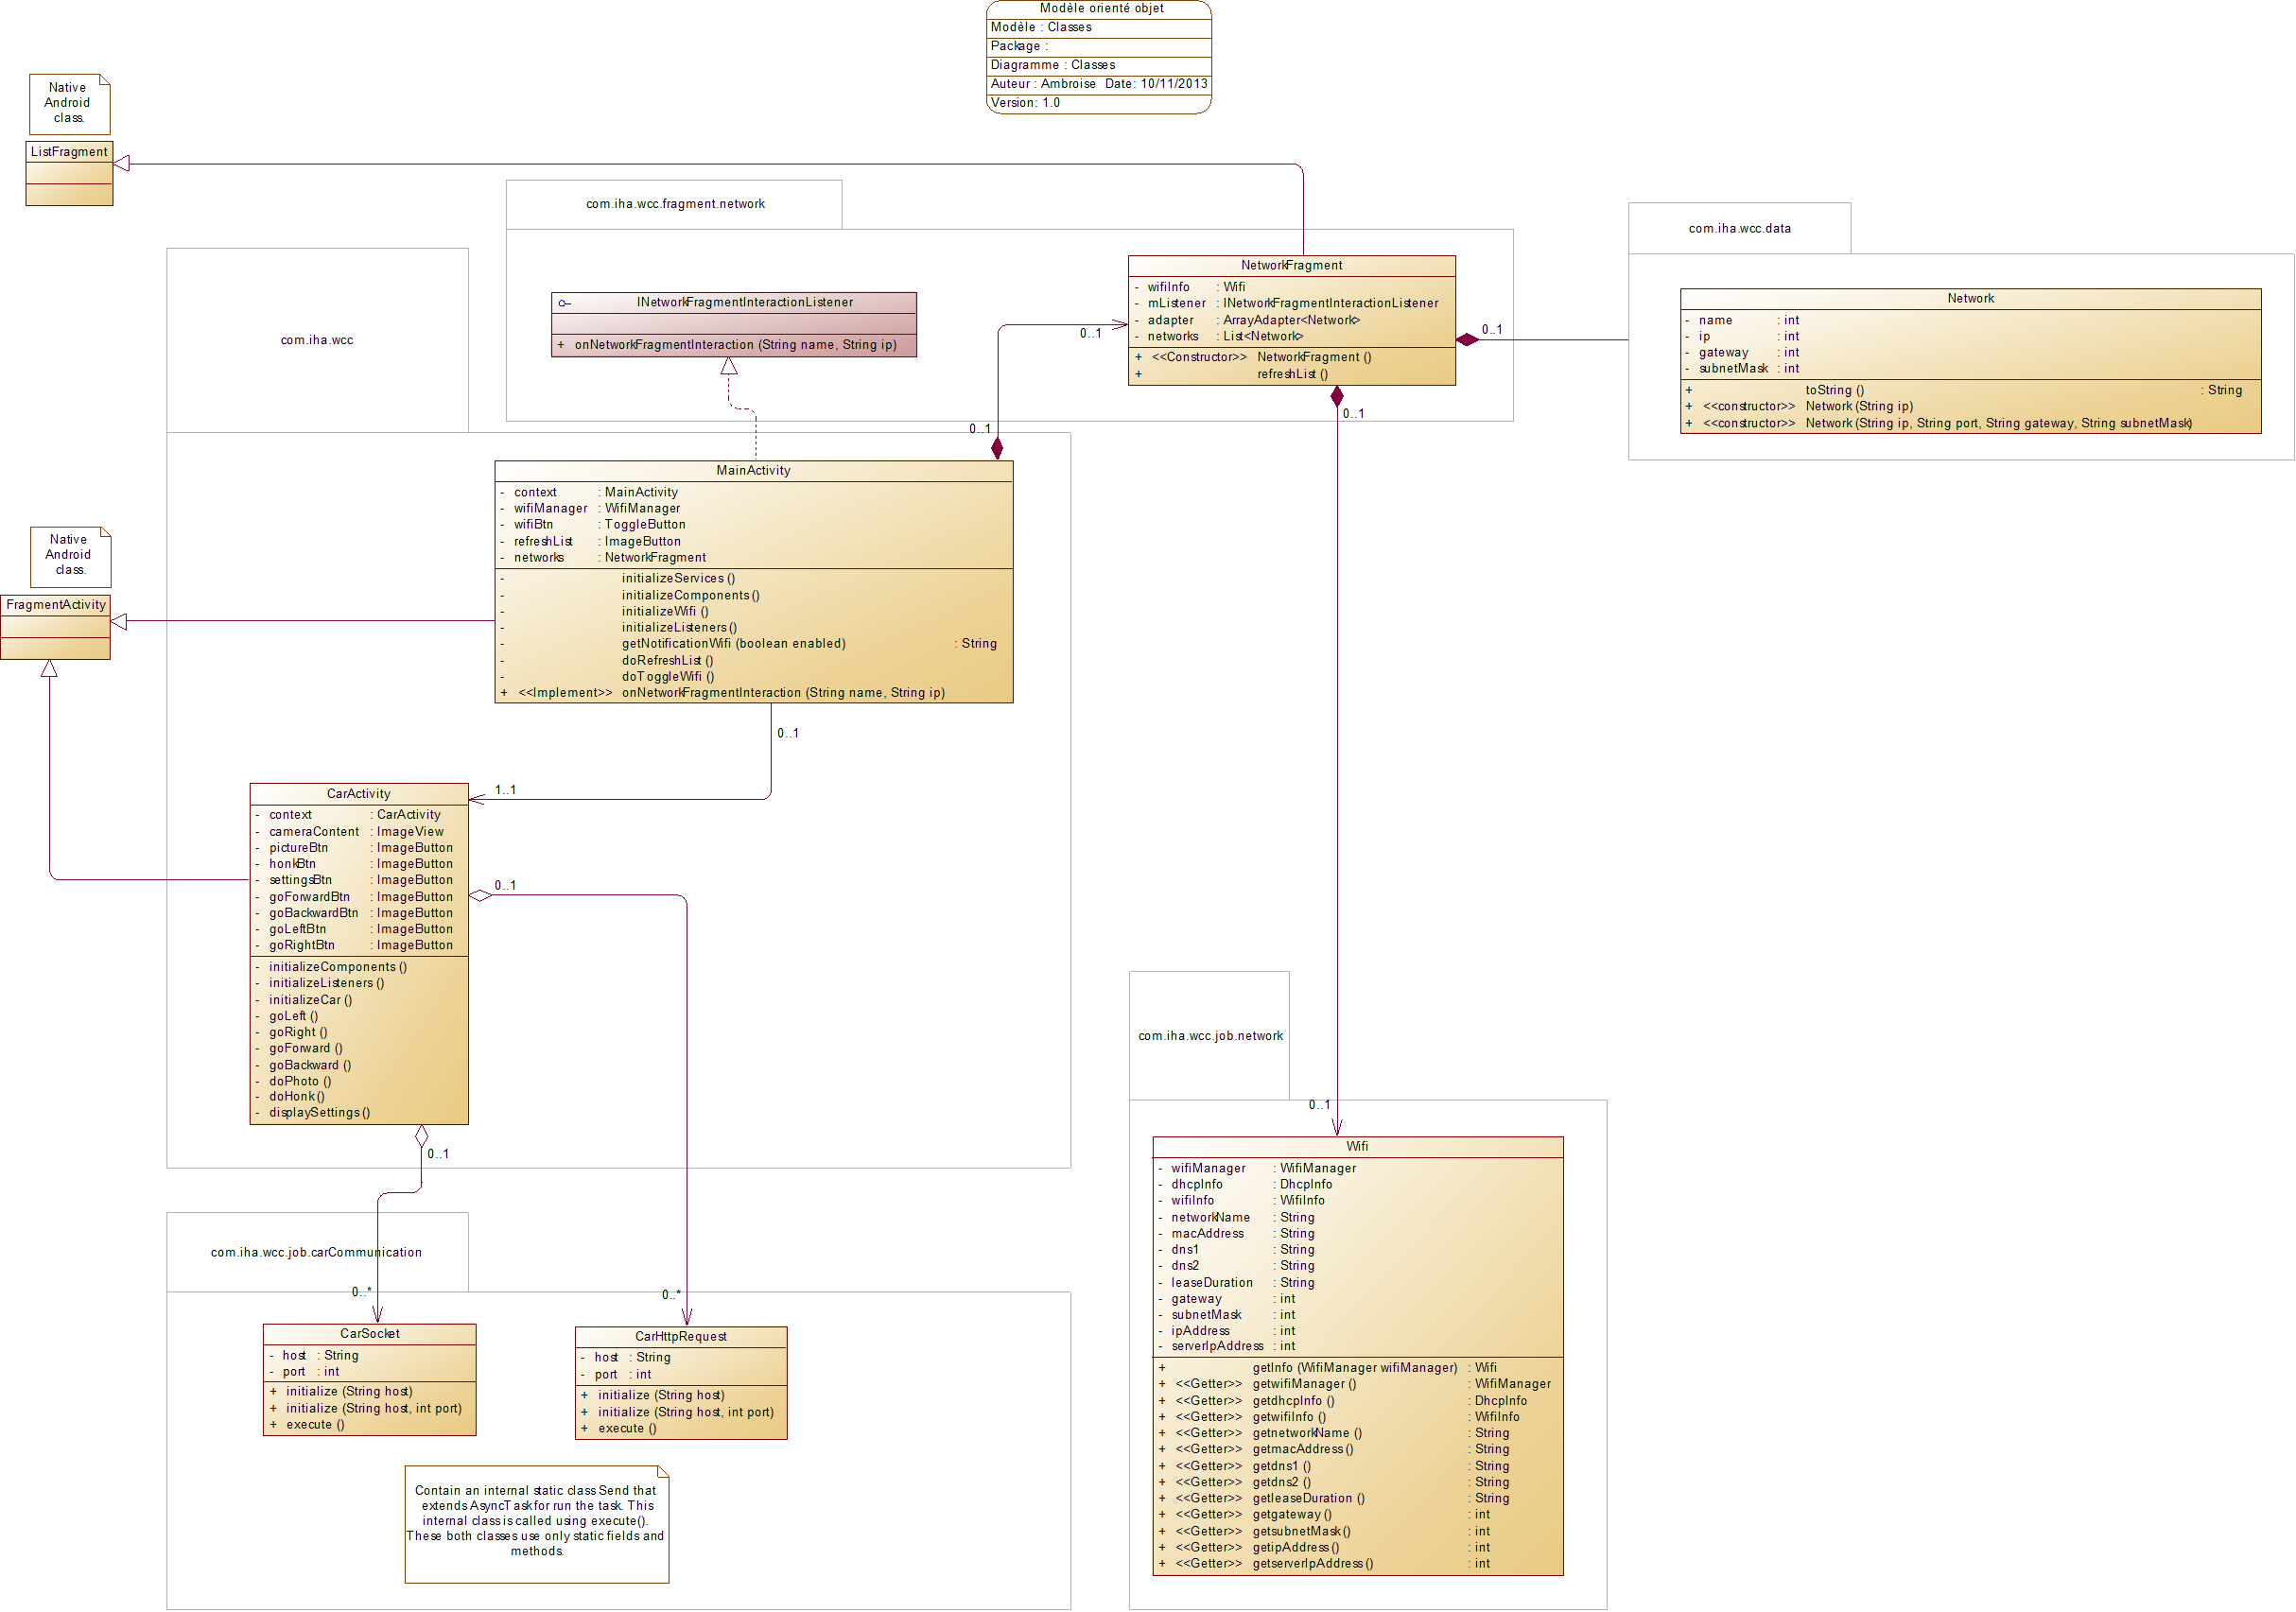 Modèle orienté objet
Modèle : Classes
Package :
Diagramme : Classes
Auteur : Ambroise Date: 10/11/2013
Version: 1.0
Native
Android
class.
ListFragment
com.iha.wcc.fragment.network
com.iha.wcc.data
com.iha.wcc
INetworkFragmentInteractionListener
+ onNetworkFragmentInteraction (String name, String ip)
NetworkFragment
- wifiInfo : Wifi
- mListener : INetworkFragmentInteractionListener
- adapter : ArrayAdapter<Network>
- networks : List<Network>
+ <<Constructor>> NetworkFragment ()
+ refreshList ()
0..1
0..1
0..1
0..1
Network
- name : int
- ip : int
- gateway : int
- subnetMask : int
+ toString () : String
+ <<constructor>> Network (String ip)
+ <<constructor>> Network (String ip, String port, String gateway, String subnetMask)
MainActivity
- context : MainActivity
- wifiManager : WifiManager
- wifiBtn : ToggleButton
- refreshList : ImageButton
- networks : NetworkFragment
- initializeServices ()
- initializeComponents ()
- initializeWifi ()
- initializeListeners ()
- getNotificationWifi (boolean enabled) : String
- doRefreshList ()
- doToggleWifi ()
+ <<Implement>> onNetworkFragmentInteraction (String name, String ip)
Native
Android
class.
FragmentActivity
0..1
1..1
CarActivity
- context : CarActivity
- cameraContent : ImageView
- pictureBtn : ImageButton
- honkBtn : ImageButton
- settingsBtn : ImageButton
- goForwardBtn : ImageButton
- goBackwardBtn : ImageButton
- goLeftBtn : ImageButton
- goRightBtn : ImageButton
- initializeComponents ()
- initializeListeners ()
- initializeCar ()
- goLeft ()
- goRight ()
- goForward ()
- goBackward ()
- doPhoto ()
- doHonk ()
- displaySettings ()
0..1
0..1
com.iha.wcc.job.carCommunication
0..*
0..*
CarSocket
- host : String
- port : int
+ initialize (String host)
+ initialize (String host, int port)
+ execute ()
CarHttpRequest
- host : String
- port : int
+ initialize (String host)
+ initialize (String host, int port)
+ execute ()
Contain an internal static class Send that
extends AsyncTask for run the task. This
internal class is called using execute().
These both classes use only static fields and
methods.
com.iha.wcc.job.network
0..1
Wifi
- wifiManager : WifiManager
- dhcpInfo : DhcpInfo
- wifiInfo : WifiInfo
- networkName : String
- macAddress : String
- dns1 : String
- dns2 : String
- leaseDuration : String
- gateway : int
- subnetMask : int
- ipAddress : int
- serverIpAddress : int
+ getInfo (WifiManager wifiManager) : Wifi
+ <<Getter>> getwifiManager () : WifiManager
+ <<Getter>> getdhcpInfo () : DhcpInfo
+ <<Getter>> getwifiInfo () : WifiInfo
+ <<Getter>> getnetworkName () : String
+ <<Getter>> getmacAddress () : String
+ <<Getter>> getdns1 () : String
+ <<Getter>> getdns2 () : String
+ <<Getter>> getleaseDuration () : String
+ <<Getter>> getgateway () : int
+ <<Getter>> getsubnetMask () : int
+ <<Getter>> getipAddress () : int
+ <<Getter>> getserverIpAddress () : int